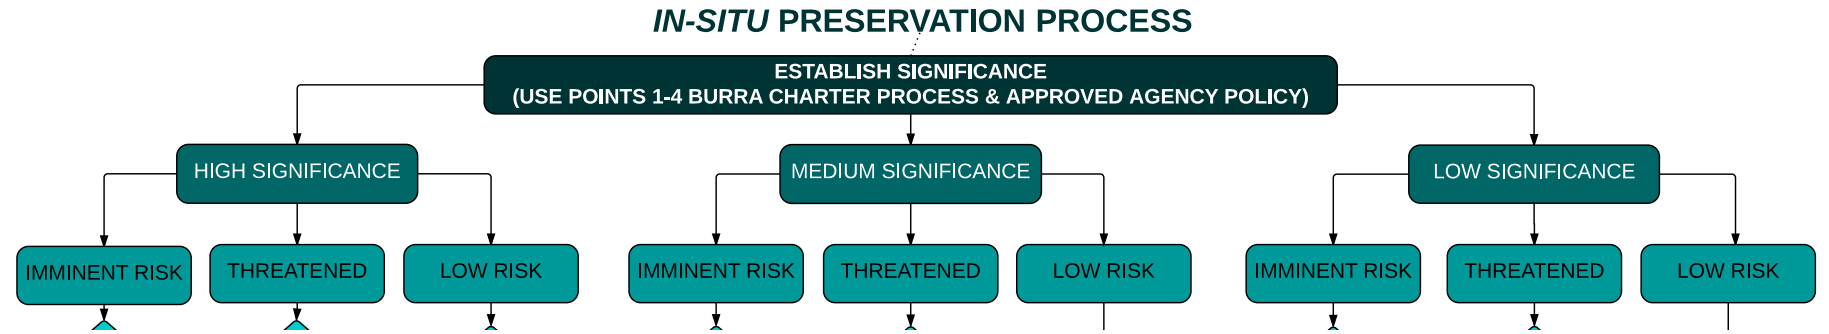 IN-SITU PRESERVATION PROCESS
ESTABLISH SIGNIFICANCE
(USE POINTS 1-4 BURRA CHARTER PROCESS & APPROVED AGENCY POLICY)
HIGH SIGNIFICANCE
MEDIUM SIGNIFICANCE
LOW SIGNIFICANCE
IMMINENT RISK
THREATENED
LOW RISK
IMMINENT RISK
THREATENED
LOW RISK
IMMINENT RISK
THREATENED
LOW RISK